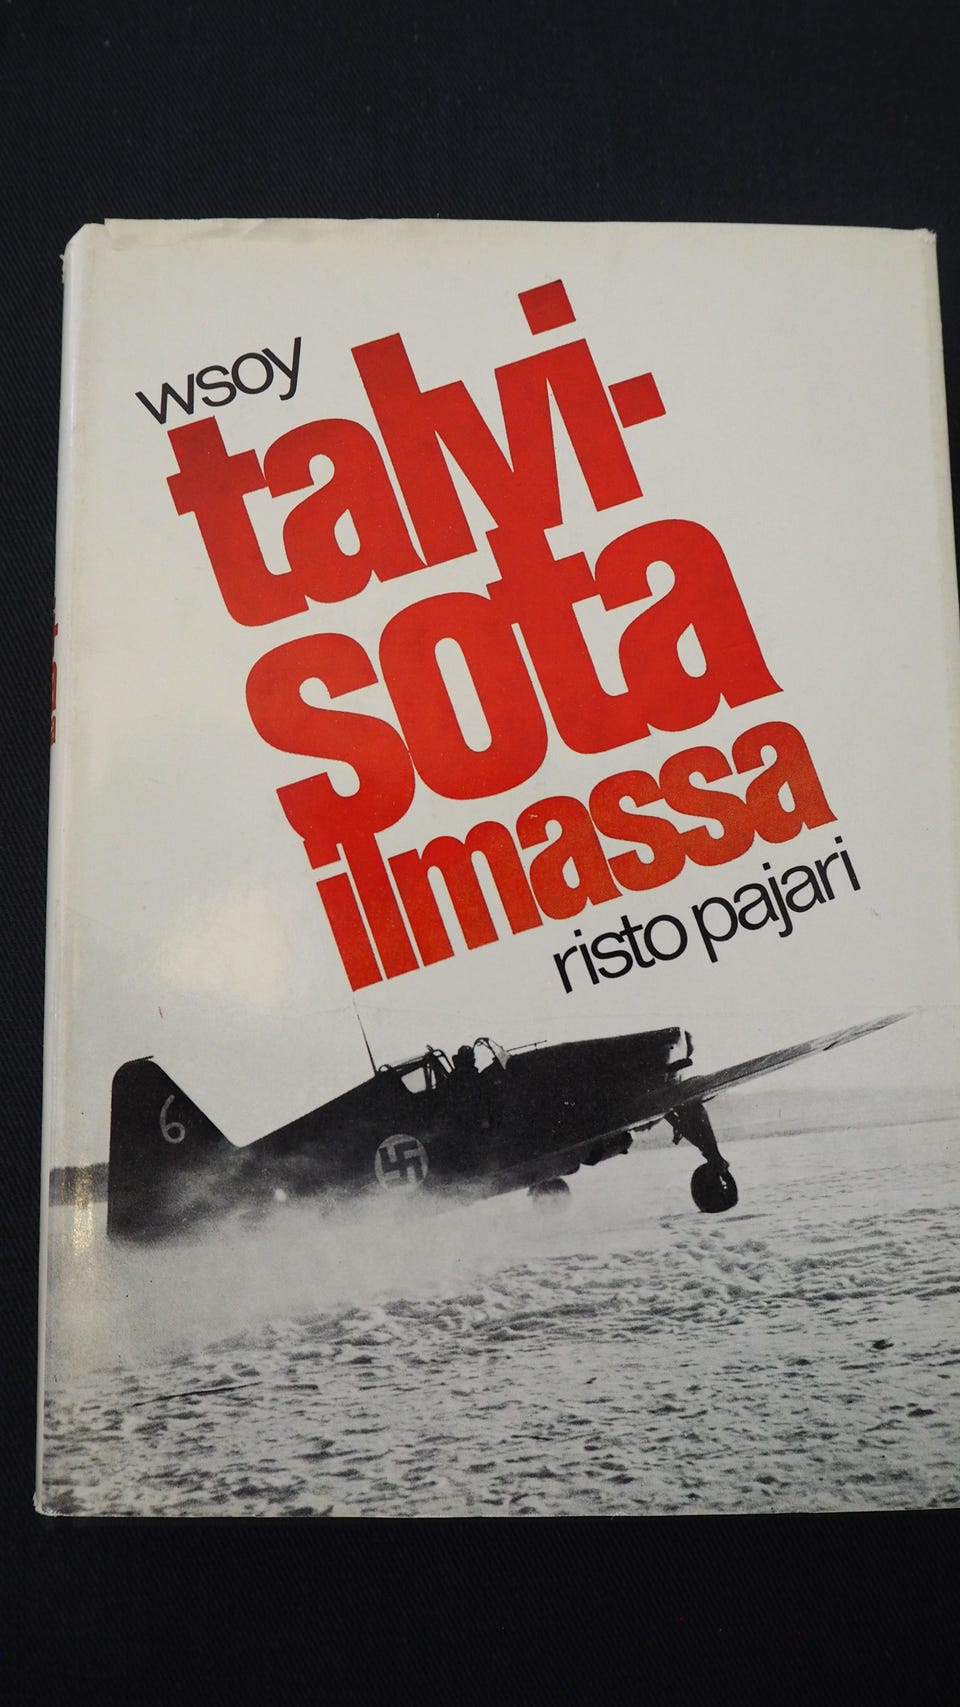 wsoy
talvi-
sota
ilmassa
risto pajari
6